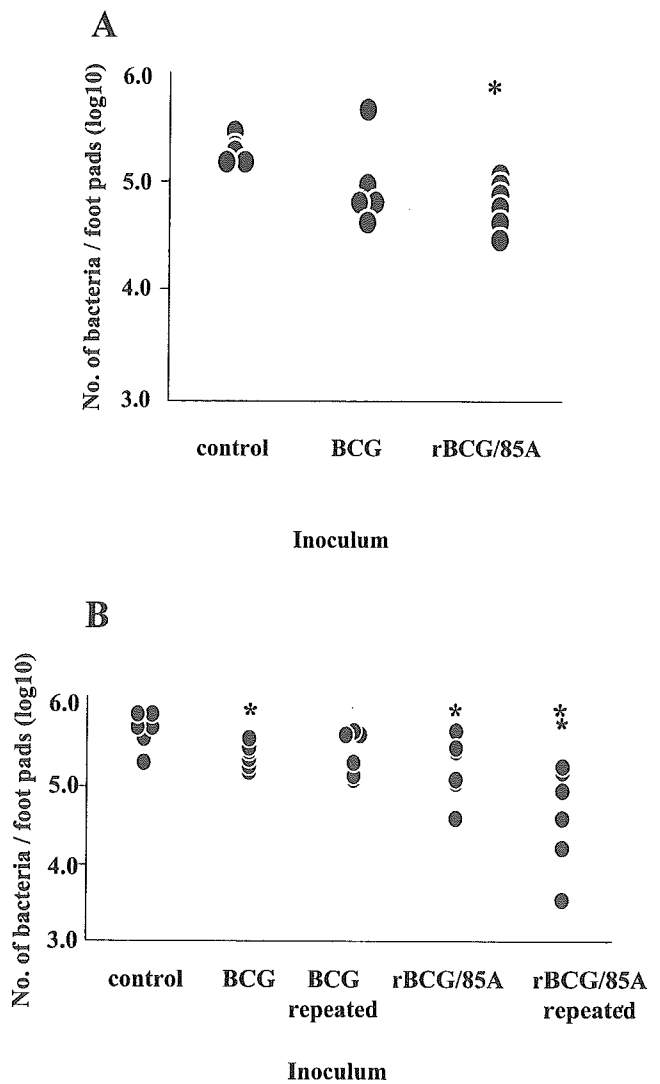 A
No. of bacteria / foot pads (log10)
6.0
5.0
4.0
3.0
*
control BCG rBCG/85A
Inoculum
B
No. of bacteria / foot pads (log10)
6.0
5.0
4.0
3.0
* * *
*
control BCG BCG rBCG/85A rBCG/85A
repeated repeated
Inoculum